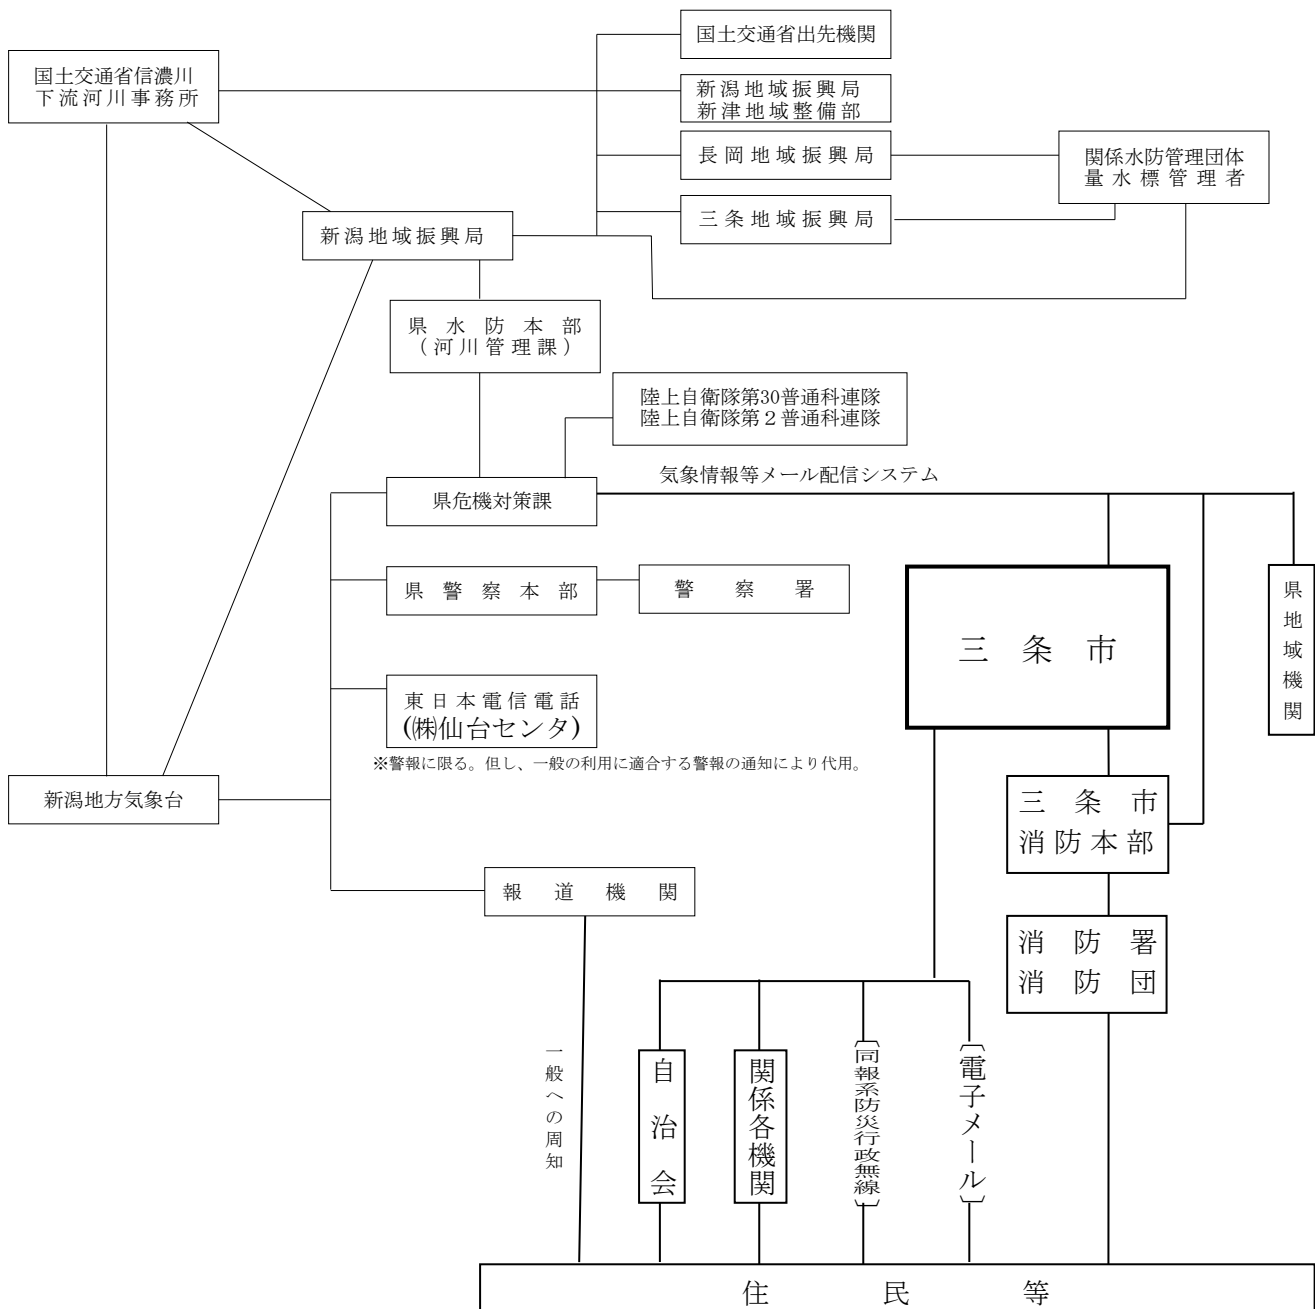 国土交通省出先機関
国土交通省信濃川
下流河川事務所
新潟地域振興局
新津地域整備部
長岡地域振興局
関係水防管理団体
量水標管理者
三条地域振興局
新潟地域振興局
県水防本部
(河川管理課)
陸上自衛隊第30普通科連隊
陸上自衛隊第２普通科連隊
気象情報等メール配信システム
県危機対策課
県警察本部
警察署
三条市
県地域機関
東日本電信電話
(㈱仙台センタ)
※警報に限る。但し、一般の利用に適合する警報の通知により代用。
新潟地方気象台
三条市
消防本部
報道機関
消防署
消防団
一般への周知
自治会
関係各機関
〔同報系防災行政無線〕
〔電子メール〕
住民等